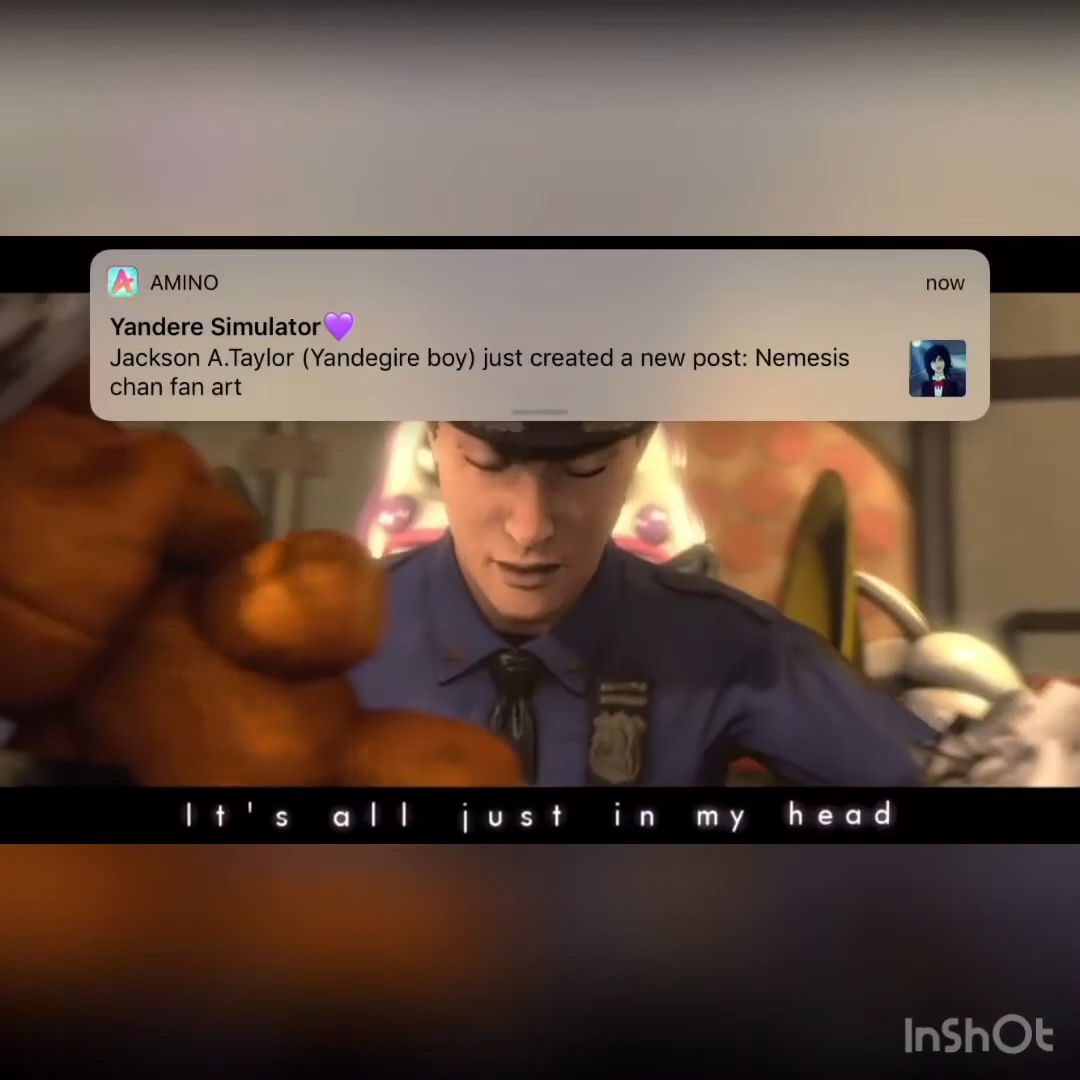 AMINO
now
Yandere Simulator💜
Jackson A.Taylor (Yandegire boy) just created a new post: Nemesis
chan fan art
It's all just in my head
InShOt